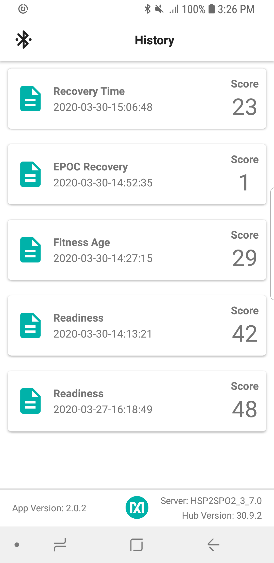 100% 3:26 PM
History
Recovery Time
2020-03-30-15:06:48
Score
23
EPOC Recovery
2020-03-30-14:52:35
Score
1
Fitness Age
2020-03-30-14:27:15
Score
29
Readiness
2020-03-30-14:13:21
Score
42
Readiness
2020-03-27-16:18:49
Score
48
App Version: 2.0.2
Server: HSP2SPO2_3_7.0
Hub Version: 30.9.2